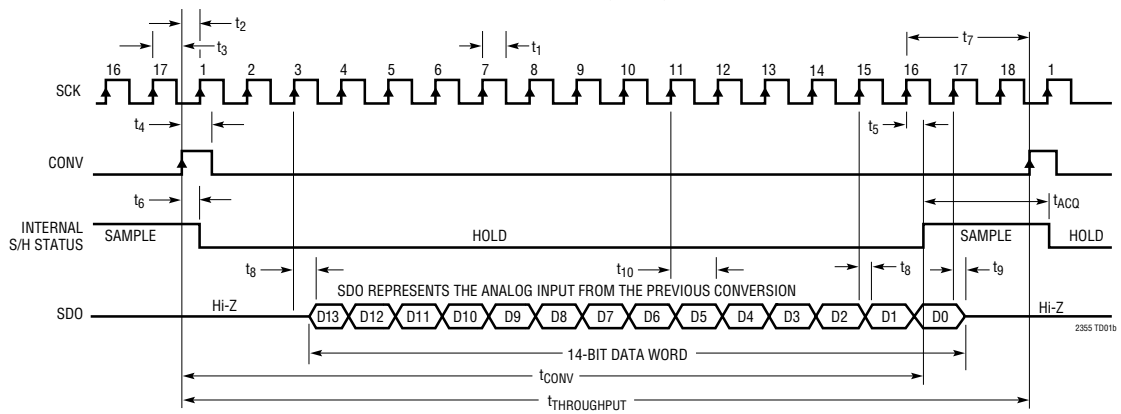 t2
t3
t1
t7
16 17 1 2 3 4 5 6 7 8 9 10 11 12 13 14 15 16 17 18 1
SCK
t4
t5
CONV
t6
tACQ
INTERNAL
S/H STATUS
SAMPLE HOLD SAMPLE HOLD
t8 t10 t8 t9
SDO REPRESENTS THE ANALOG INPUT FROM THE PREVIOUS CONVERSION
Hi-Z Hi-Z
SDO D13 D12 D11 D10 D9 D8 D7 D6 D5 D4 D3 D2 D1 D0
2355 TD01b
14-BIT DATA WORD
tCONV
tTHROUGHPUT